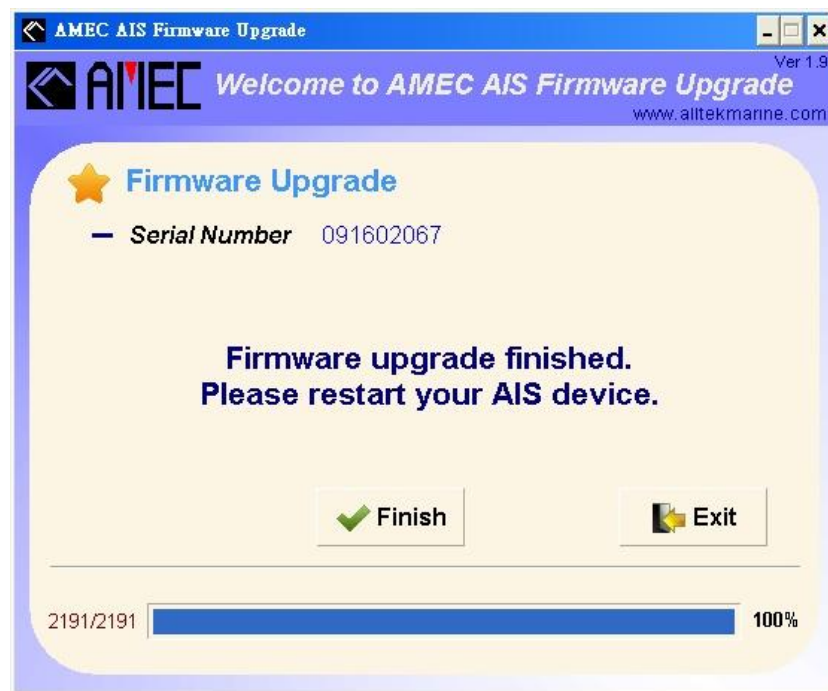 AMEC AIS Firmware Upgrade
Ver 1.9
AMEC Welcome to AMEC AIS Firmware Upgrade
www.alltekmarine.com
Firmware Upgrade
Serial Number 091602067
Firmware upgrade finished.
Please restart your AIS device.
Finish Exit
2191/2191 100%